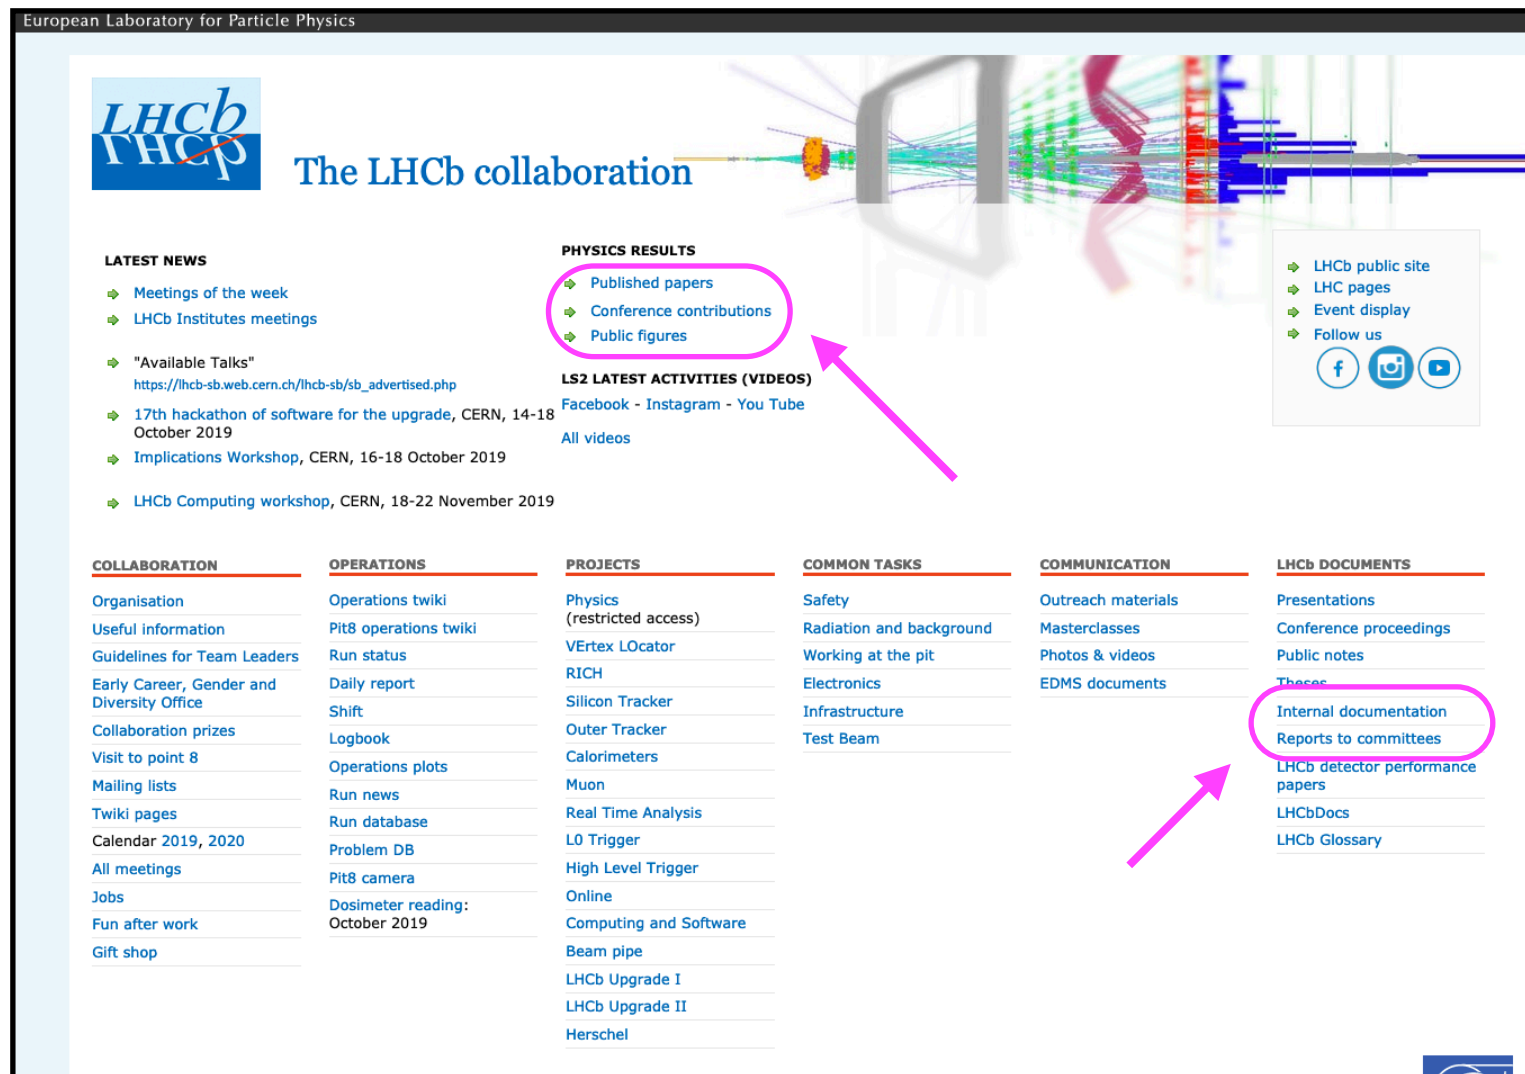 European Laboratory for Particle Physics
LHCb
LHCb
The LHCb collaboration
LATEST NEWS
Meetings of the week
LHCb Institutes meetings
"Available Talks"
https://lhcb-sb.web.cern.ch/lhcb-sb/sb_advertised.php
17th hackathon of software for the upgrade, CERN, 14-18
October 2019
Implications Workshop, CERN, 16-18 October 2019
LHCb Computing workshop, CERN, 18-22 November 2019
PHYSICS RESULTS
Published papers
Conference contributions
Public figures
LS2 LATEST ACTIVITIES (VIDEOS)
Facebook - Instagram - You Tube
All videos
LHCb public site
LHC pages
Event display
Follow us
COLLABORATION
Organisation
Useful information
Guidelines for Team Leaders
Early Career, Gender and
Diversity Office
Collaboration prizes
Visit to point 8
Mailing lists
Twiki pages
Calendar 2019, 2020
All meetings
Jobs
Fun after work
Gift shop
OPERATIONS
Operations twiki
Pit8 operations twiki
Run status
Daily report
Shift
Logbook
Operations plots
Run news
Run database
Problem DB
Pit8 camera
Dosimeter reading:
October 2019
PROJECTS
Physics
(restricted access)
VErtex LOcator
RICH
Silicon Tracker
Outer Tracker
Calorimeters
Muon
Real Time Analysis
L0 Trigger
High Level Trigger
Online
Computing and Software
Beam pipe
LHCb Upgrade I
LHCb Upgrade II
Herschel
COMMON TASKS
Safety
Radiation and background
Working at the pit
Electronics
Infrastructure
Test Beam
COMMUNICATION
Outreach materials
Masterclasses
Photos & videos
EDMS documents
LHCb DOCUMENTS
Presentations
Conference proceedings
Public notes
Theses
Internal documentation
Reports to committees
LHCb detector performance
papers
LHCbDocs
LHCb Glossary